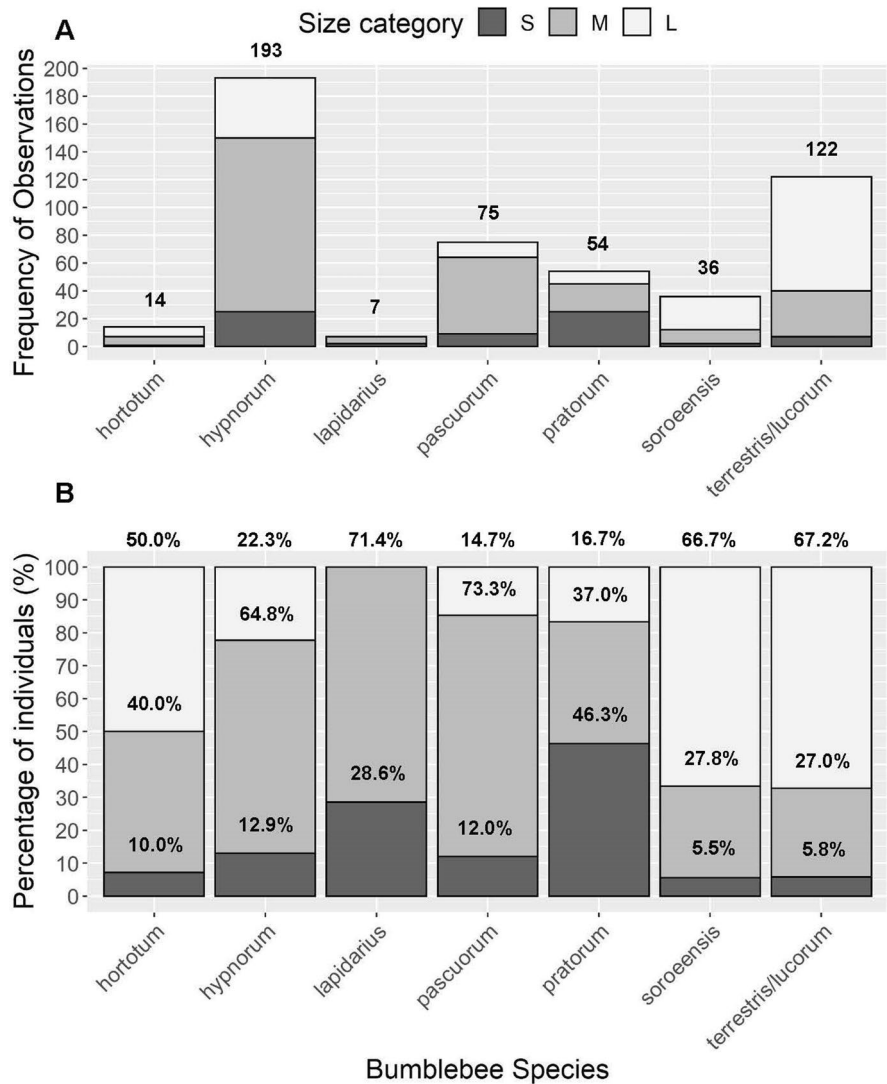 Size category S M L
A
193
200
180
160
140
120
100
80
60
40
20
0
Frequency of Observations
14
7
75
54
36
122
hortotum
hypnorum
lapidarius
pascuorum
pratorum
soroeensis
terrestris/lucorum
B
50.0% 22.3% 71.4% 14.7% 16.7% 66.7% 67.2%
100
90
80
70
60
50
40
30
20
10
0
Percentage of individuals (%)
64.8% 73.3% 37.0%
40.0% 46.3%
28.6% 27.8% 27.0%
10.0% 12.9% 12.0% 5.5% 5.8%
hortotum
hypnorum
lapidarius
pascuorum
pratorum
soroeensis
terrestris/lucorum
Bumblebee Species